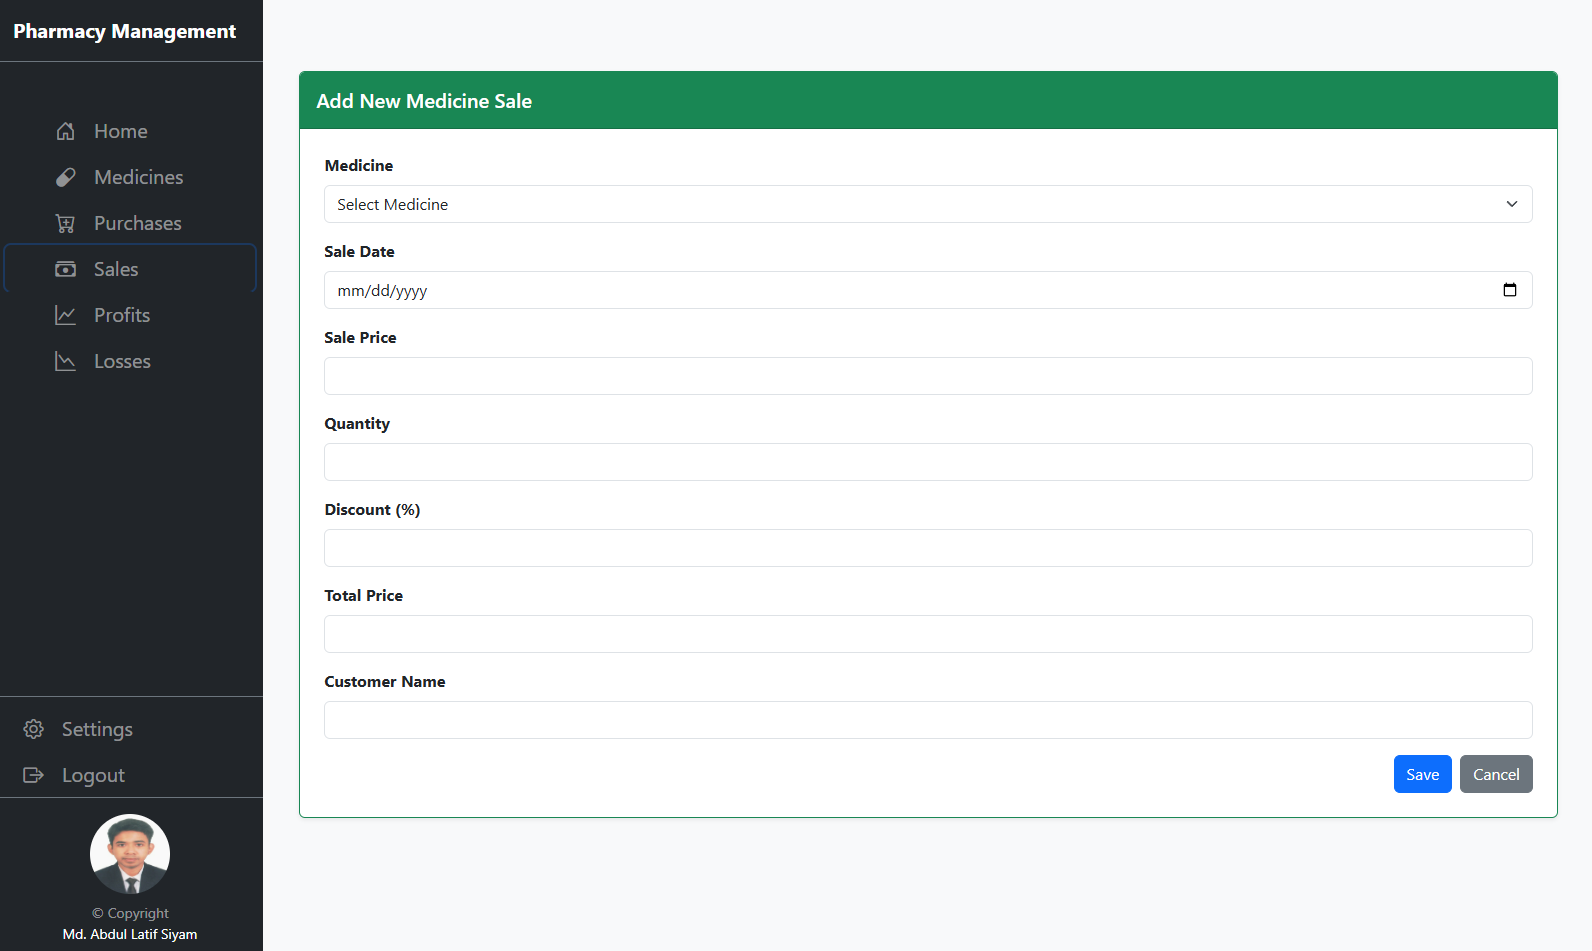 Pharmacy Management
Home
Medicines
Purchases
Sales
Profits
Losses
Settings
Logout
© Copyright
Md. Abdul Latif Siyam
Add New Medicine Sale
Medicine
Select Medicine
Sale Date
mm/dd/yyyy
Sale Price
Quantity
Discount (%)
Total Price
Customer Name
Save
Cancel